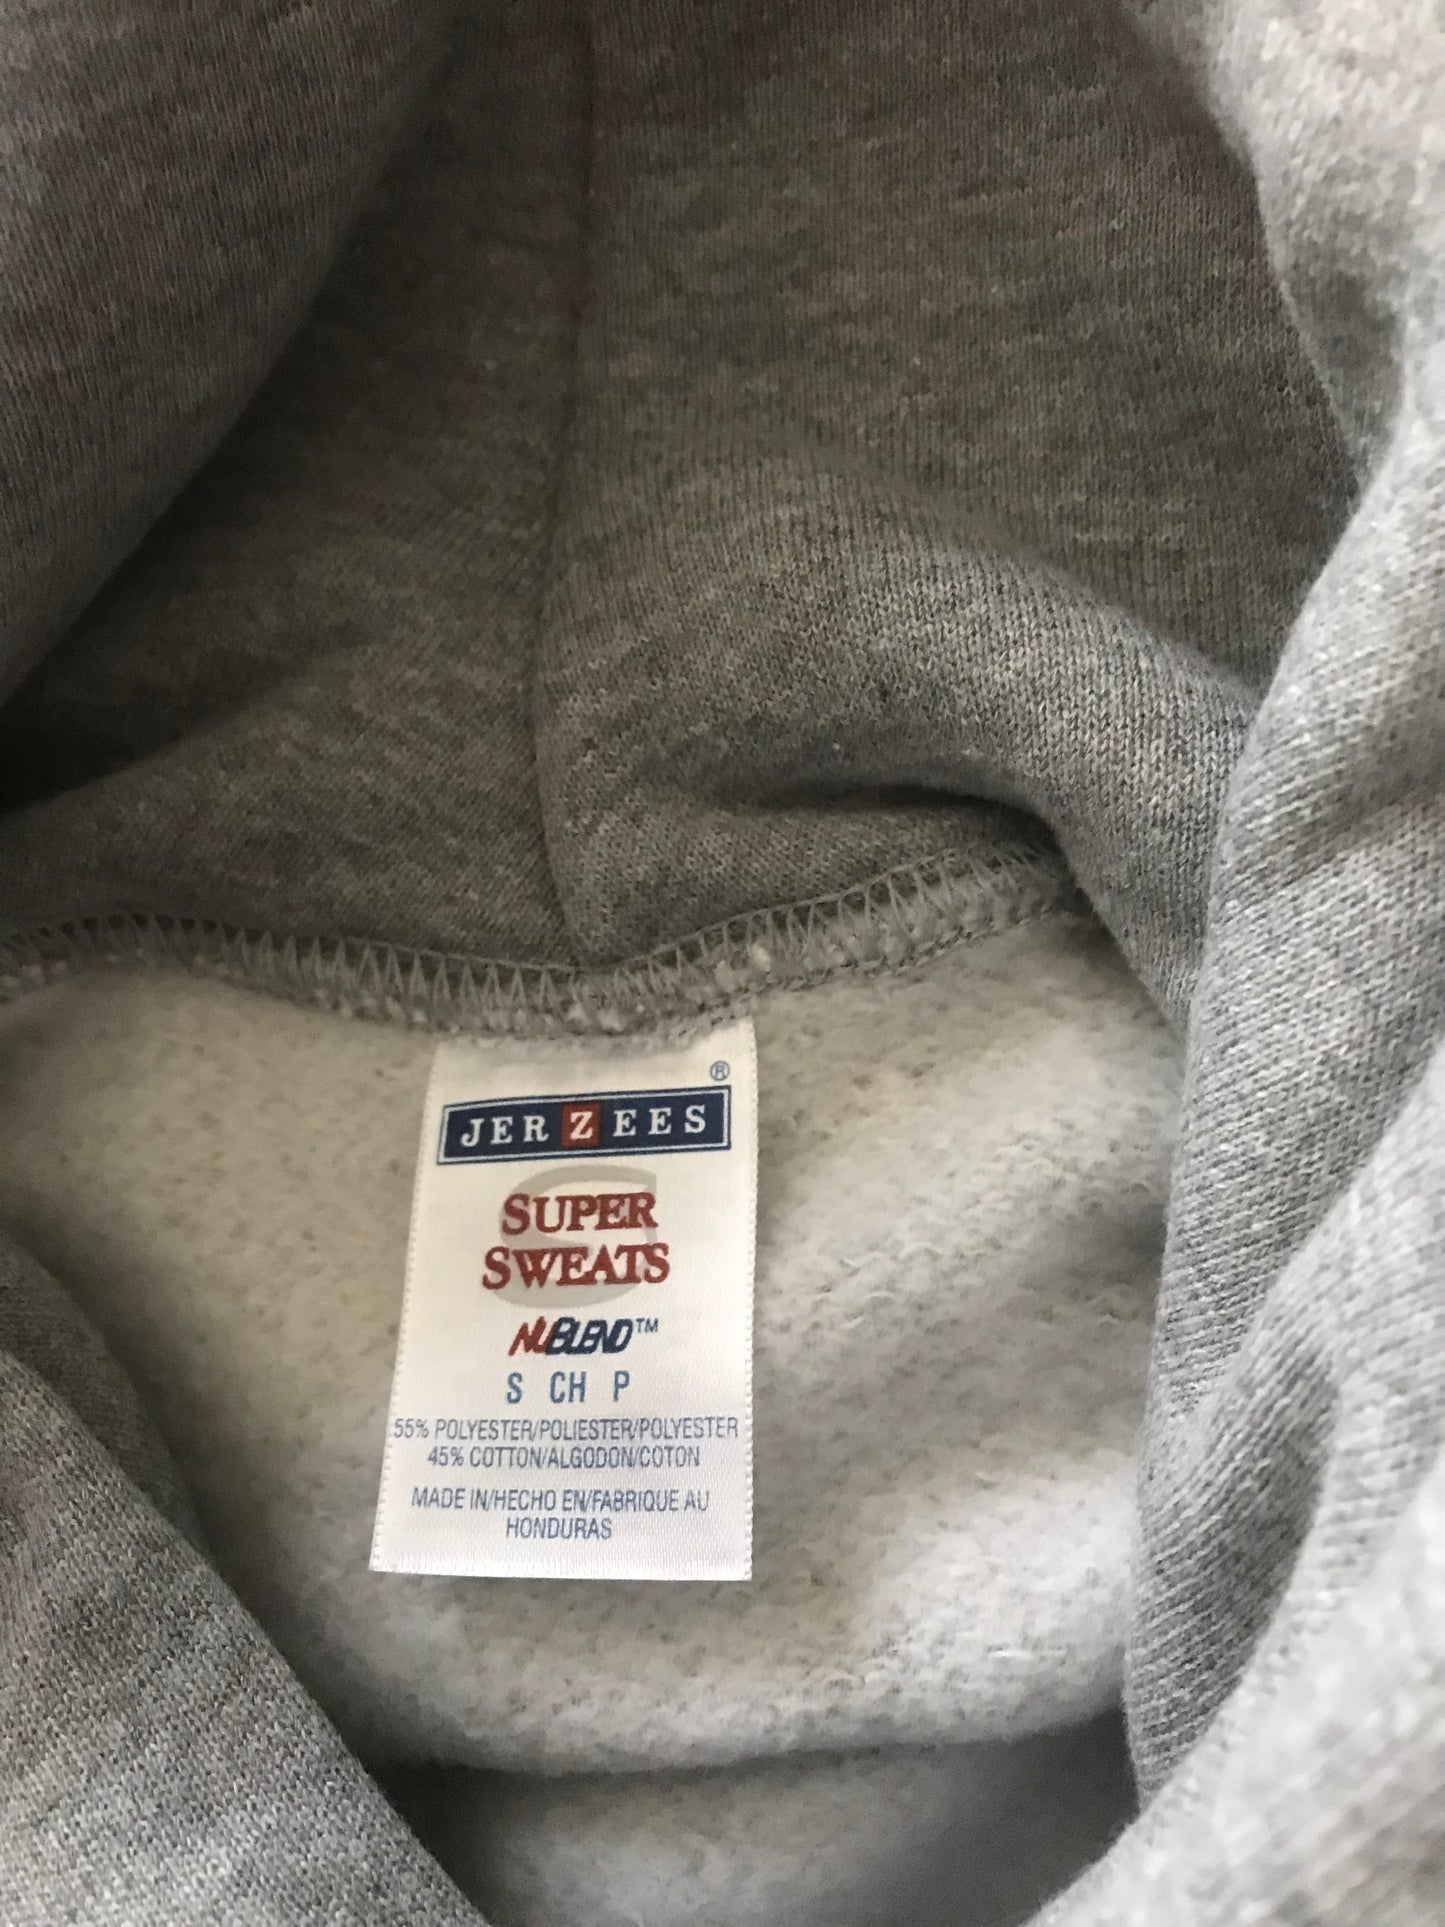 ®
JERZEES
SUPER
SWEATS
NUBLEND™
S CH P
55% POLYESTER/POLIESTER/POLYESTER
45% COTTON/ALGODON/COTON
MADE IN/HECHO EN/FABRIQUE AU
HONDURAS